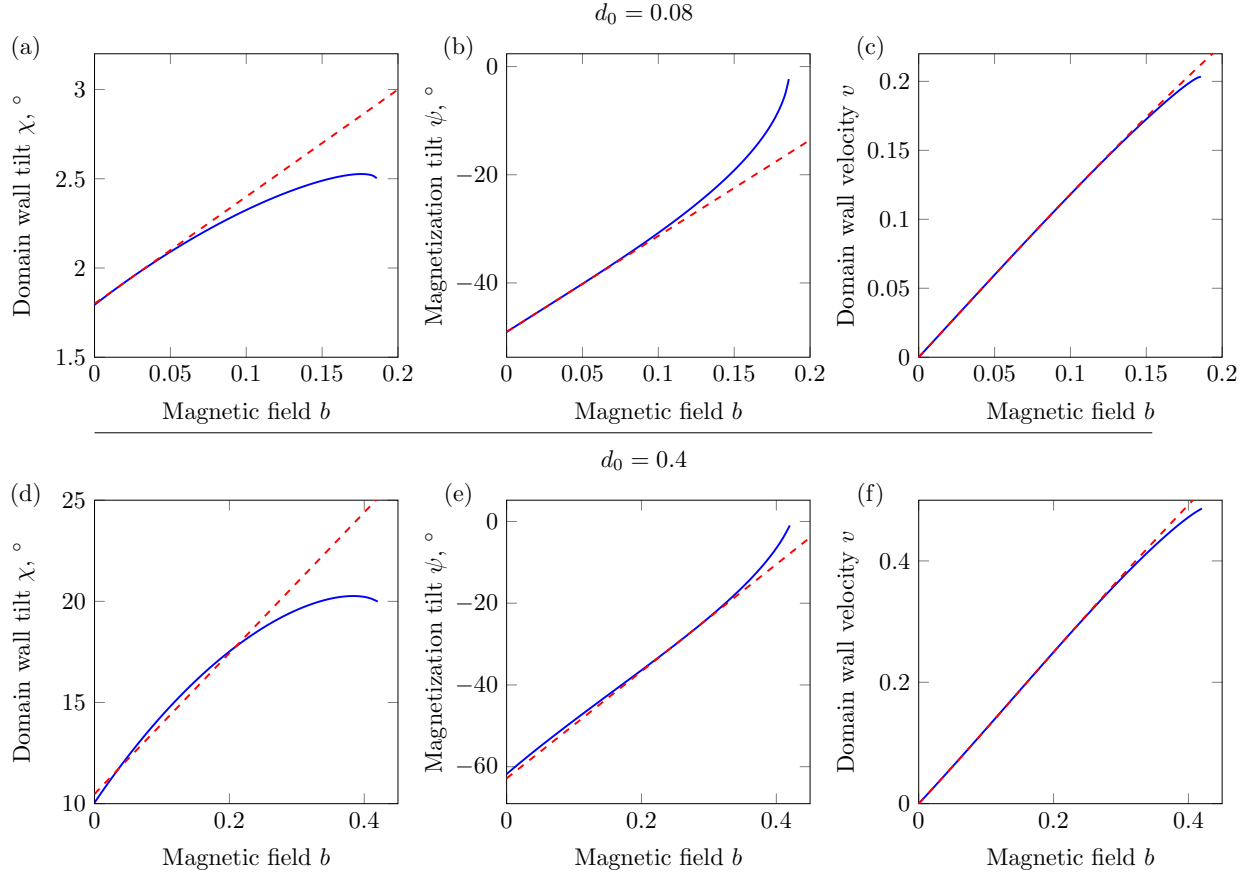 d₀ = 0.08
(a)
Domain wall tilt χ, °
3
2.5
2
1.5
0 0.05 0.1 0.15 0.2
Magnetic field b
(b)
Magnetization tilt ψ, °
0
−20
−40
0 0.05 0.1 0.15 0.2
Magnetic field b
(c)
Domain wall velocity v
0.2
0.15
0.1
0.05
0
0 0.05 0.1 0.15 0.2
Magnetic field b
d₀ = 0.4
(d)
Domain wall tilt χ, °
25
20
15
10
0 0.2 0.4
Magnetic field b
(e)
Magnetization tilt ψ, °
0
−20
−40
−60
0 0.2 0.4
Magnetic field b
(f)
Domain wall velocity v
0.4
0.2
0
0 0.2 0.4
Magnetic field b